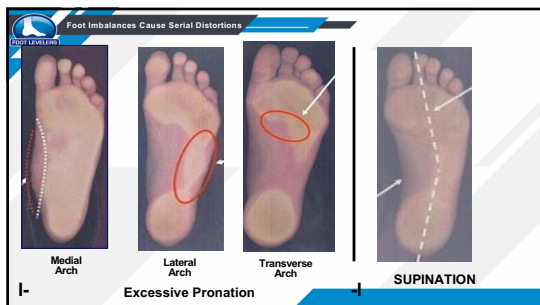 Foot Imbalances Cause Serial Distortions
FOOT LEVELERS
Medial
Arch
Lateral
Arch
Transverse
Arch
SUPINATION
I-
Excessive Pronation
-I